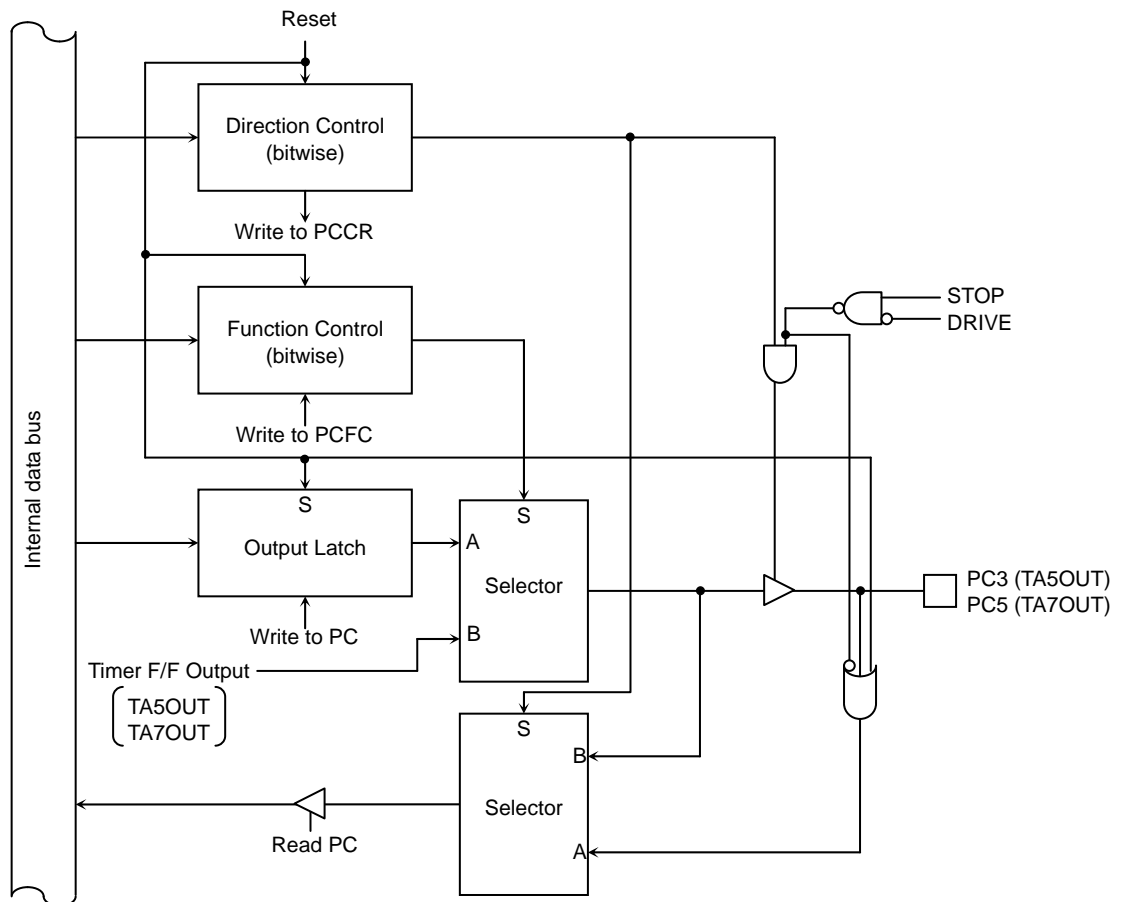 Reset
Direction Control
(bitwise)
Write to PCCR
Function Control
(bitwise)
STOP
DRIVE
Write to PCFC
Internal data bus
S
Output Latch
Write to PC
S
A
Selector
B
PC3 (TA5OUT)
PC5 (TA7OUT)
Timer F/F Output
TA5OUT
TA7OUT
S
B
Selector
A
Read PC